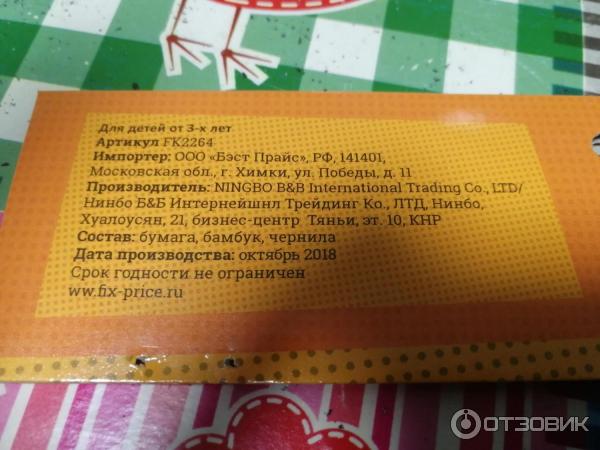 Для детей от 3-х лет
Артикул FK2264
Импортер: ООО «Бэст Прайс», РФ, 141401,
Московская обл., г. Химки, ул. Победы, д. 11
Производитель: NINGBO B&B International Trading Co., LTD/
Нинбо Б&Б Интернейшнл Трейдинг Ко., ЛТД, Нинбо,
Хуалоусян, 21, бизнес-центр Тяньи, эт. 10, КНР
Состав: бумага, бамбук, чернила
Дата производства: октябрь 2018
Срок годности не ограничен
ww.fix-price.ru
ОТЗОВИК